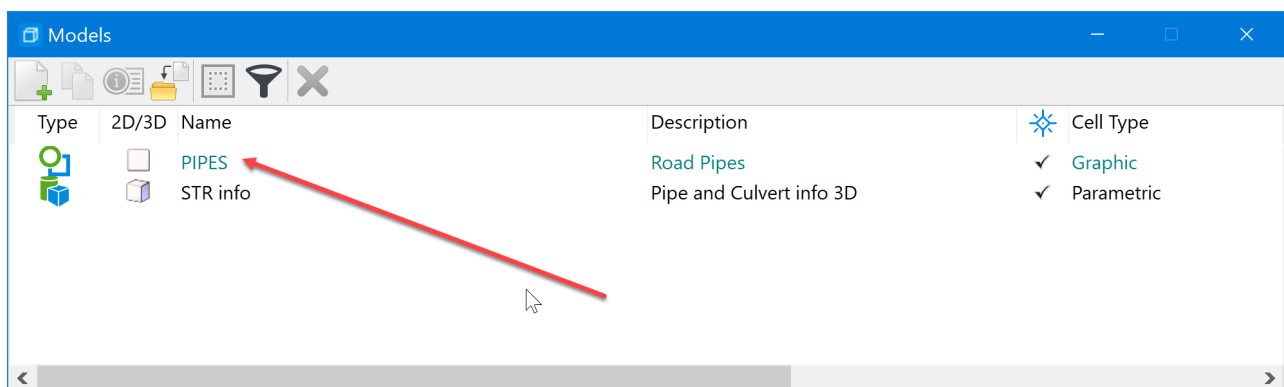 Models
Type 2D/3D Name Description Cell Type
PIPES Road Pipes Graphic
STR info Pipe and Culvert info 3D Parametric